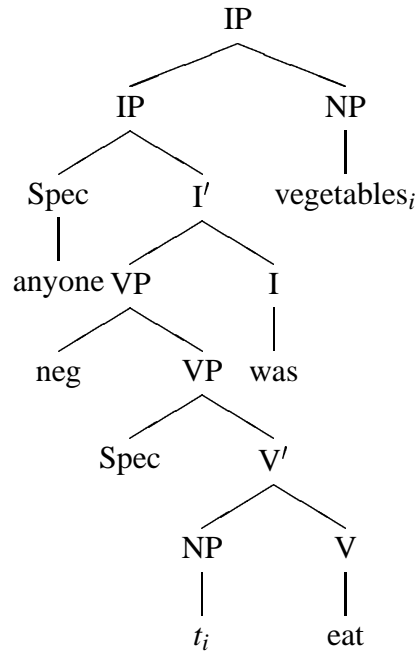 IP
IP NP
Spec I′ vegetablesᵢ
anyone VP I
neg VP was
Spec V′
NP V
tᵢ eat